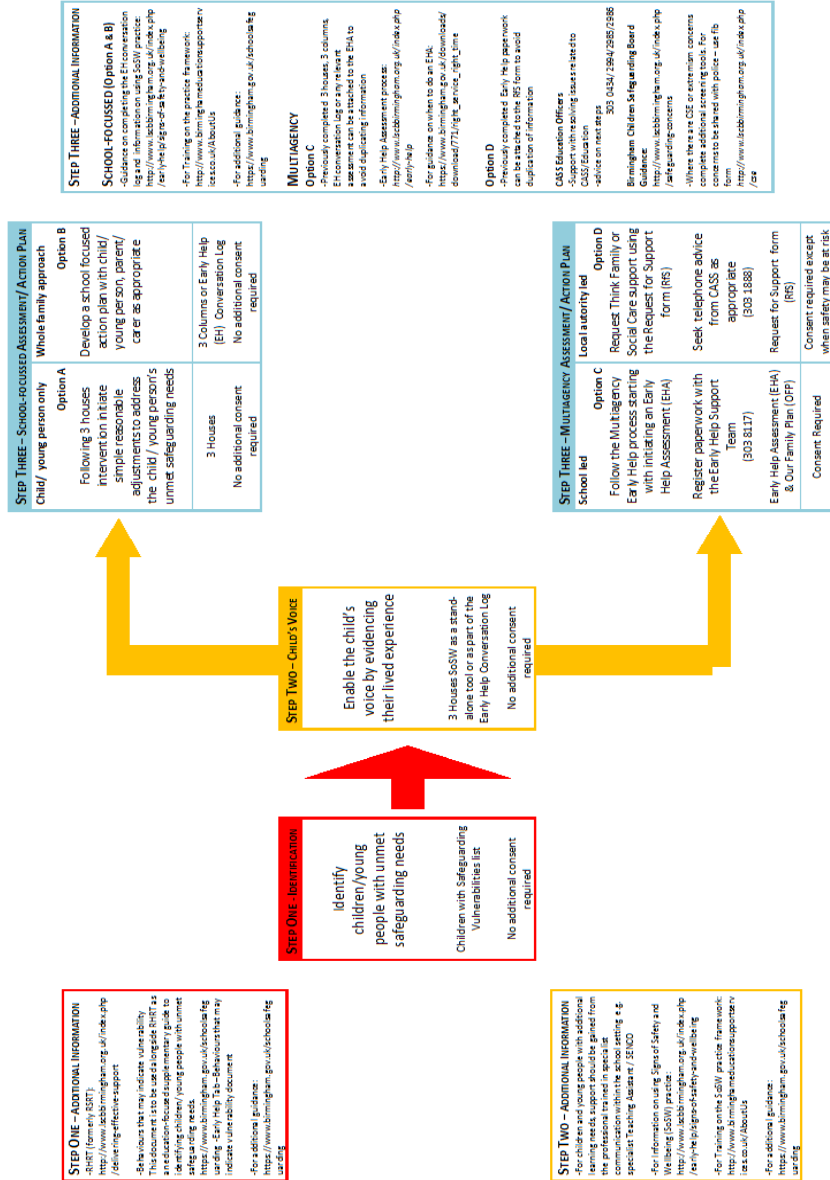 STEP ONE – ADDITIONAL INFORMATION
-RHRT (formerly RSRT):
http://www.lscbbirmingham.org.uk/index.php
/delivering-effective-support
-Behaviours that may indicate vulnerability
This document is to be used alongside RHRT as
an education-focused supplementary guide to
identifying children/ young people with unmet
safeguarding needs.
https://www.birmingham.gov.uk/schoolsafeg
uarding -Early Help Tab – Behaviours that may
indicate vulnerability document
-For additional guidance:
https://www.birmingham.gov.uk/schoolsafeg
uarding
STEP TWO – ADDITIONAL INFORMATION
-For children and young people with additional
learning needs, support should be gained from
the professional trained in specialist
communication within the school setting e.g.
specialist Teaching Assistant / SENCO
-For information on using Signs of Safety and
Wellbeing (SoSW) practice:
http://www.lscbbirmingham.org.uk/index.php
/early-help/signs-of-safety-and-wellbeing
-For Training on the SoSW practice framework:
http://www.birminghameducationsupportserv
ices.co.uk/AboutUs
-For additional guidance:
https://www.birmingham.gov.uk/schoolsafeg
uarding
STEP ONE - IDENTIFICATION
Identify
children/young
people with unmet
safeguarding needs
Children with Safeguarding
Vulnerabilities list
No additional consent
required
STEP TWO – CHILD'S VOICE
Enable the child's
voice by evidencing
their lived experience
3 Houses SoSW as a stand-
alone tool or as part of the
Early Help Conversation Log
No additional consent
required
STEP THREE – SCHOOL-FOCUSSED ASSESSMENT/ ACTION PLAN
Child/ young person only
Option A
Following 3 houses
intervention initiate
simple reasonable
adjustments to address
the child / young person's
unmet safeguarding needs
3 Houses
No additional consent
required
Whole family approach
Option B
Develop a school focused
action plan with child/
young person, parent/
carer as appropriate
3 Columns or Early Help
(EH) Conversation Log
No additional consent
required
STEP THREE – MULTIAGENCY ASSESSMENT/ ACTION PLAN
School led
Option C
Follow the Multiagency
Early Help process starting
with initiating an Early
Help Assessment (EHA)
Register paperwork with
the Early Help Support
Team
(303 8117)
Early Help Assessment (EHA)
& Our Family Plan (OFP)
Consent Required
Local autority led
Option D
Request Think Family or
Social Care support using
the Request for Support
form (RfS)
Seek telephone advice
from CASS as
appropriate
(303 1888)
Request for Support form
(RfS)
Consent required except
when safety may be at risk
STEP THREE – ADDITIONAL INFORMATION
SCHOOL-FOCUSSED (Option A & B)
-Guidance on completing the EH conversation
log and information on using SoSW practice:
http://www.lscbbirmingham.org.uk/index.php
/early-help/signs-of-safety-and-wellbeing
-For Training on the practice framework:
http://www.birminghameducationsupportserv
ices.co.uk/AboutUs
-For additional guidance:
https://www.birmingham.gov.uk/schoolsafeg
uarding
MULTIAGENCY
Option C
-Previously completed 3 houses, 3 columns,
EH conversation Log or any relevant
assessment can be attached to the EHA to
avoid duplicating information
-Early Help Assessment process:
http://www.lscbbirmingham.org.uk/index.php
/early-help
-For guidance on when to do an EHA:
https://www.birmingham.gov.uk/downloads/
download/771/right_service_right_time
Option D
-Previously completed Early Help paperwork
can be attached to the RfS form to avoid
duplication of information
CASS Education Officers
-Support with resolving issues related to
CASS/Education
-advice on next steps
303 0434/ 2994/2985/2986
Birmingham Children Safeguarding Board
Guidance:
http://www.lscbbirmingham.org.uk/index.php
/safeguarding-concerns
-Where there are CSE or extremism concerns
complete additional screening tools. For
concerns to be shared with police – use fib
form
http://www.lscbbirmingham.org.uk/index.php
/cse